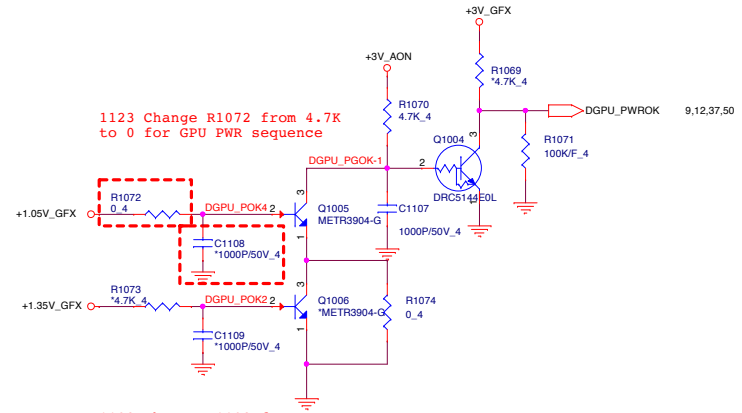 +3V_GFX
+3V_AON
R1069
*4.7K_4
DGPU_PWROK 9,12,37,50
R1070
4.7K_4
1123 Change R1072 from 4.7K
to 0 for GPU PWR sequence
3
Q1004
R1071
100K/F_4
DGPU_PGOK-1
2
1
DRC5144E0L
R1072
0_4
+1.05V_GFX
DGPU_POK4
2
3
Q1005
METR3904-G
1
C1107
1000P/50V_4
C1108
*1000P/50V_4
R1073
*4.7K_4
+1.35V_GFX
DGPU_POK2
2
3
Q1006
*METR3904-G
1
R1074
0_4
C1109
*1000P/50V_4